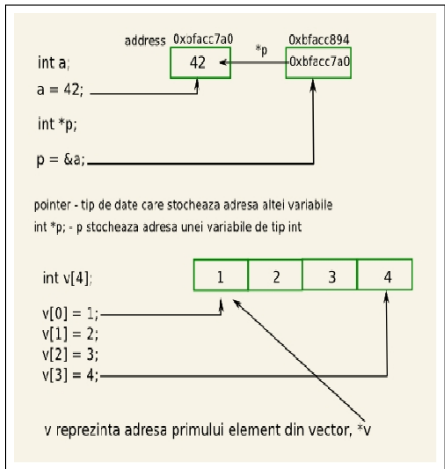 address 0xbfacc7a0 0xbfacc894
int a; 42 *p 0xbfacc7a0
a = 42;
int *p;
p = &a;
pointer - tip de date care stocheaza adresa altei variabile
int *p; - p stocheaza adresa unei variabile de tip int
int v[4]; 1 2 3 4
v[0] = 1;
v[1] = 2;
v[2] = 3;
v[3] = 4;
v reprezinta adresa primului element din vector, *v